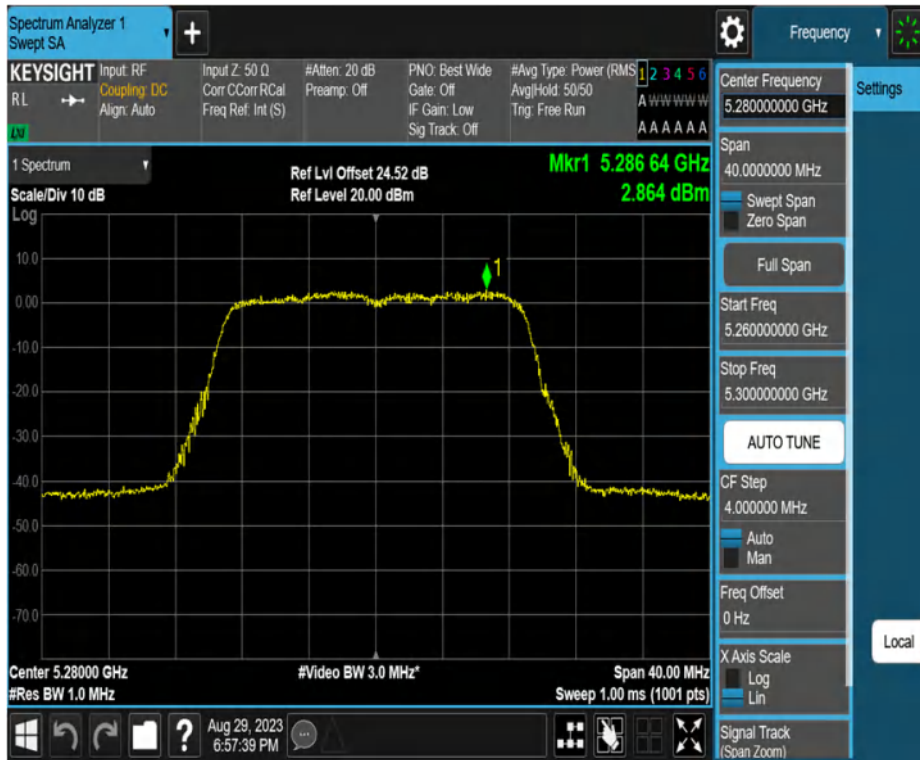 Spectrum Analyzer 1
Swept SA
Frequency
KEYSIGHT
RL
LXI
Input: RF
Coupling: DC
Align: Auto
Input Z: 50 Ω
Corr CCorr RCal
Freq Ref: Int (S)
#Atten: 20 dB
Preamp: Off
PNO: Best Wide
Gate: Off
IF Gain: Low
Sig Track: Off
#Avg Type: Power (RMS
Avg|Hold: 50/50
Trig: Free Run
1 2 3 4 5 6
A W W W W W
A A A A A A
1 Spectrum
Scale/Div 10 dB
Ref Lvl Offset 24.52 dB
Ref Level 20.00 dBm
Mkr1 5.286 64 GHz
2.864 dBm
Log
10.0
0.00
-10.0
-20.0
-30.0
-40.0
-50.0
-60.0
-70.0
1
Center 5.28000 GHz
#Res BW 1.0 MHz
#Video BW 3.0 MHz*
Span 40.00 MHz
Sweep 1.00 ms (1001 pts)
Aug 29, 2023
6:57:39 PM
Center Frequency
5.280000000 GHz
Span
40.0000000 MHz
Swept Span
Zero Span
Full Span
Start Freq
5.260000000 GHz
Stop Freq
5.300000000 GHz
AUTO TUNE
CF Step
4.000000 MHz
Auto
Man
Freq Offset
0 Hz
X Axis Scale
Log
Lin
Signal Track
(Span Zoom)
Settings
Local